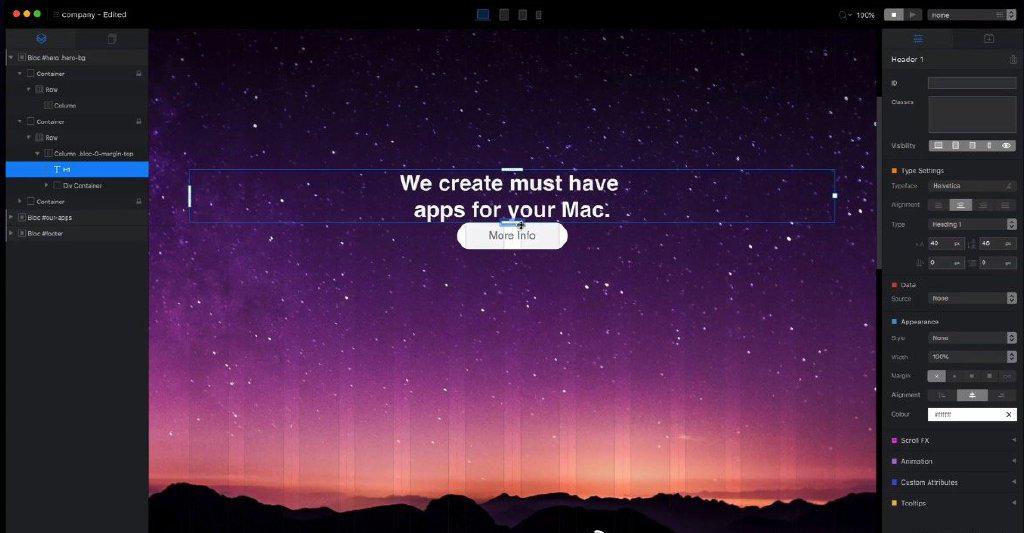 company - Edited
100%
Home
Bloc #hero .hero-bg
Container
Row
Column
Container
Row
Column .bloc-0-margin-top
H1
Div Container
Container
Bloc #our-apps
Bloc #footer
We create must have
apps for your Mac.
More Info
Header 1
ID
Classes
Visibility
Type Settings
Typeface Helvetica
Alignment
Type Heading 1
40 px 48 px
0 px 0 px
Data
Source None
Appearance
Style None
Width 100%
Margin
Alignment
Colour #ffffff
Scroll FX
Animation
Custom Attributes
Tooltips